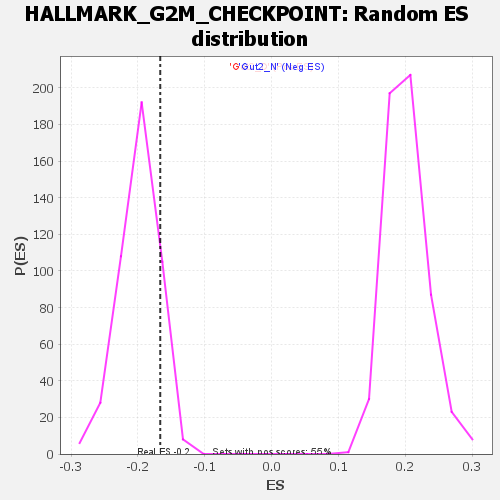 HALLMARK_G2M_CHECKPOINT: Random ES
distribution
'Gut2_N' (Neg ES)
200
180
160
140
120
100
80
60
40
20
0
P(ES)
Real ES -0.2
Sets with pos scores: 55%
-0.3
-0.2
-0.1
0.0
0.1
0.2
0.3
ES